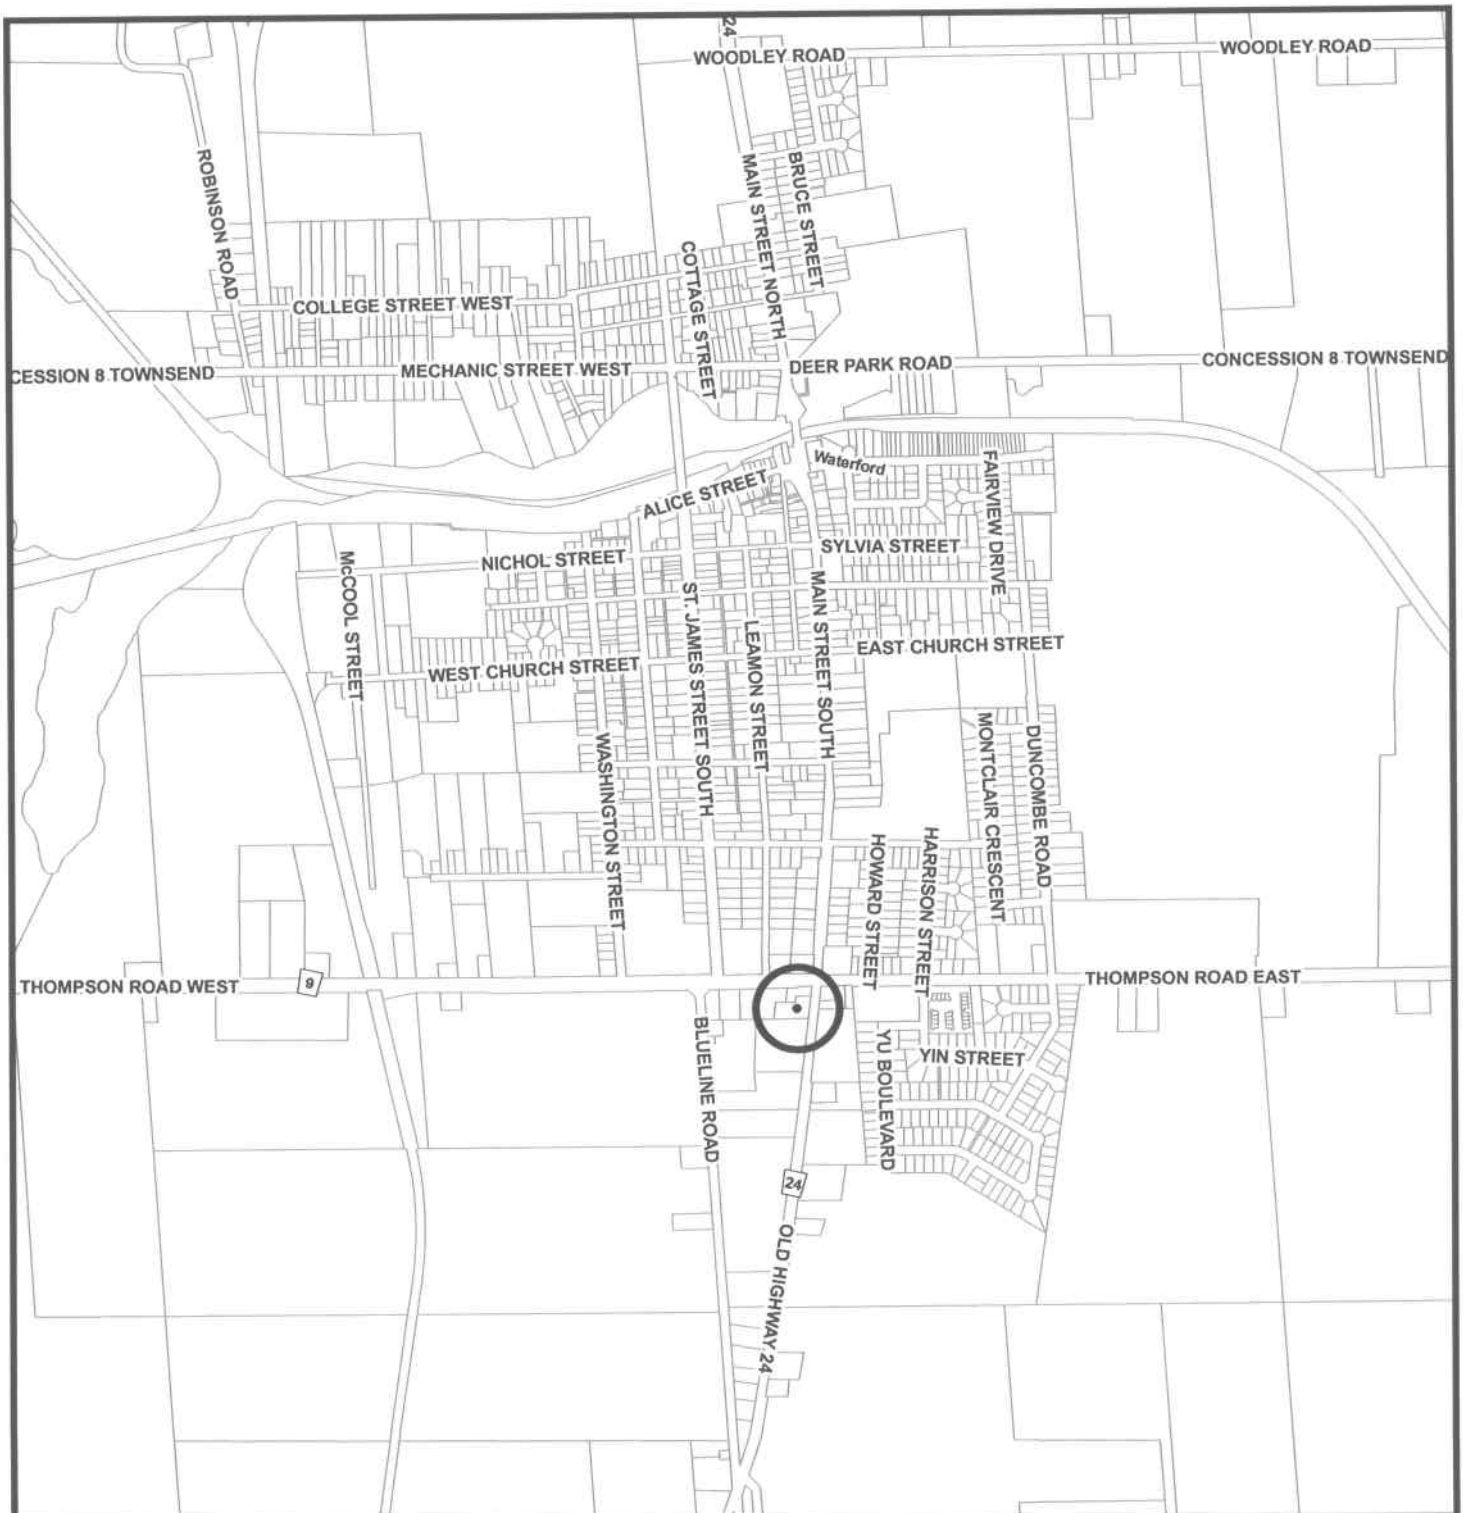 24
WOODLEY ROAD
WOODLEY ROAD
ROBINSON ROAD
MAIN STREET NORTH
BRUCE STREET
COTTAGE STREET
COLLEGE STREET WEST
CESSION 8 TOWNSEND
MECHANIC STREET WEST
DEER PARK ROAD
CONCESSION 8 TOWNSEND
Waterford
FAIRVIEW DRIVE
ALICE STREET
SYLVIA STREET
NICHOL STREET
McCOOL STREET
MAIN STREET SOUTH
ST. JAMES STREET SOUTH
LEAMON STREET
EAST CHURCH STREET
WEST CHURCH STREET
MONTCLAIR CRESCENT
DUNCOMBE ROAD
WASHINGTON STREET
HOWARD STREET
HARRISON STREET
THOMPSON ROAD WEST
9
THOMPSON ROAD EAST
BLUELINE ROAD
YU BOULEVARD
YIN STREET
24
OLD HIGHWAY 24